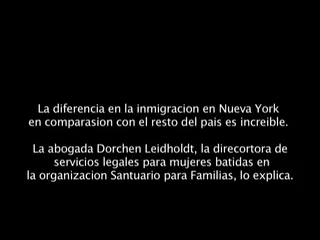 La diferencia en la inmigracion en Nueva York
en comparasion con el resto del pais es increible.
La abogada Dorchen Leidholdt, la direcortora de
servicios legales para mujeres batidas en
la organizacion Santuario para Familias, lo explica.